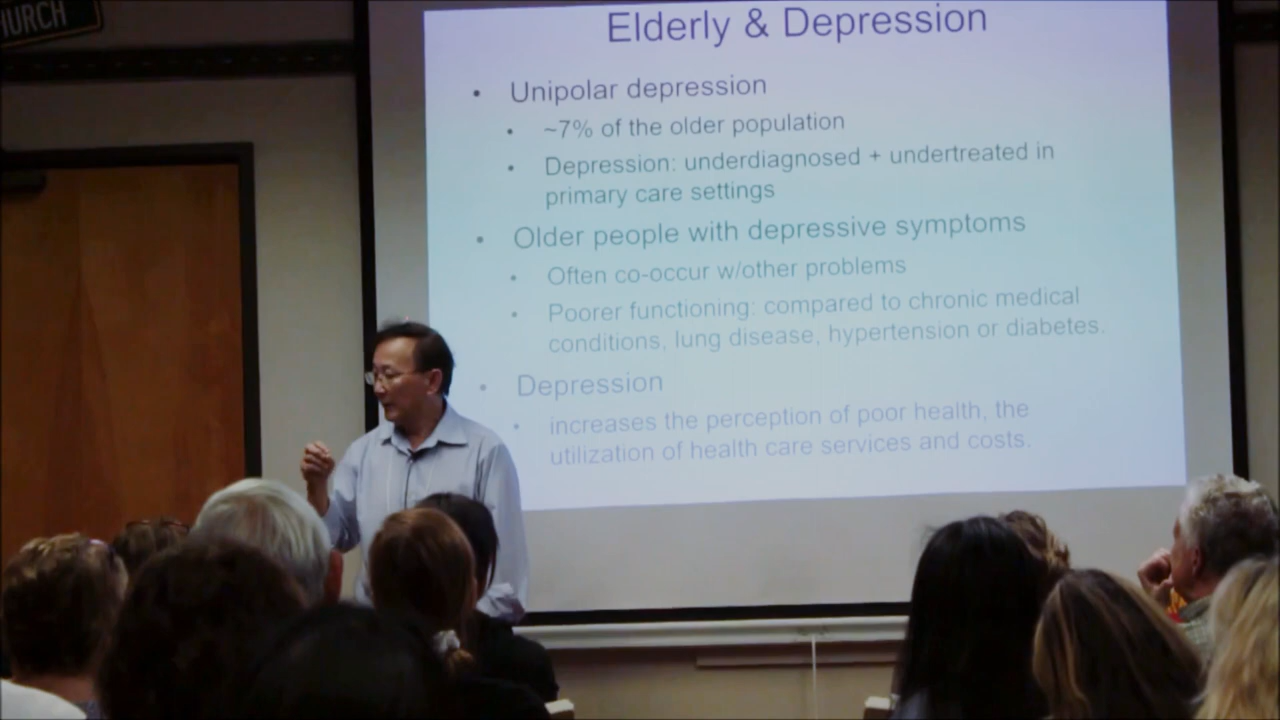 HURCH
Elderly & Depression
• Unipolar depression
• ~7% of the older population
• Depression: underdiagnosed + undertreated in
primary care settings
• Older people with depressive symptoms
• Often co-occur w/other problems
• Poorer functioning: compared to chronic medical
conditions, lung disease, hypertension or diabetes.
• Depression
• increases the perception of poor health, the
utilization of health care services and costs.